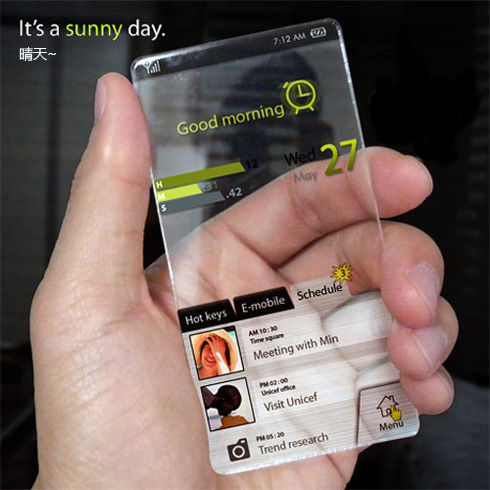 It's a sunny day.
晴天~
7:12 AM
Good morning
Wed 27
May
H 12
M 31
S .42
Hot keys
E-mobile
Schedule
3
AM 10 : 30
Time square
Meeting with Min
PM 02 : 00
Unicef office
Visit Unicef
PM 05 : 20
Trend research
Menu